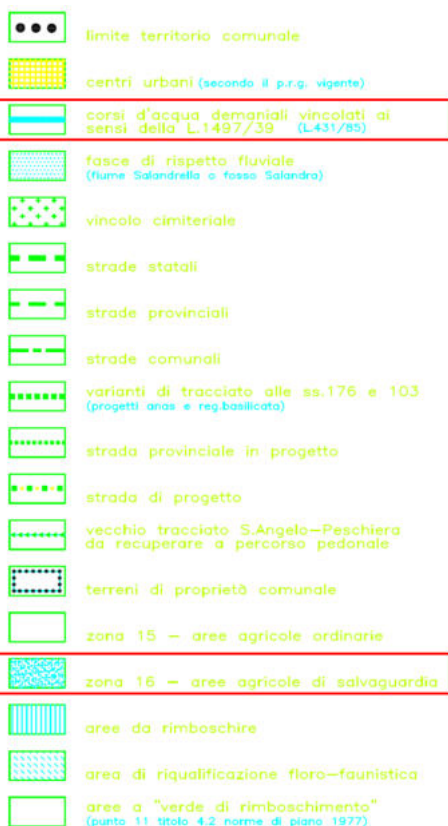 limite territorio comunale
centri urbani (secondo il p.r.g. vigente)
corsi d'acqua demaniali vincolati ai
sensi della L.1497/39 (L.431/85)
fasce di rispetto fluviale
(fiume Salandrella o fosso Salandra)
vincolo cimiteriale
strade statali
strade provinciali
strade comunali
varianti di tracciato alle ss.176 e 103
(progetti anas e reg.basilicata)
strada provinciale in progetto
strada di progetto
vecchio tracciato S.Angelo-Peschiera
da recuperare a percorso pedonale
terreni di proprietà comunale
zona 15 - aree agricole ordinarie
zona 16 - aree agricole di salvaguardia
aree da rimboschire
area di riqualificazione floro-faunistica
aree a "verde di rimboschimento"
(punto 11 titolo 4.2 norme di piano 1977)